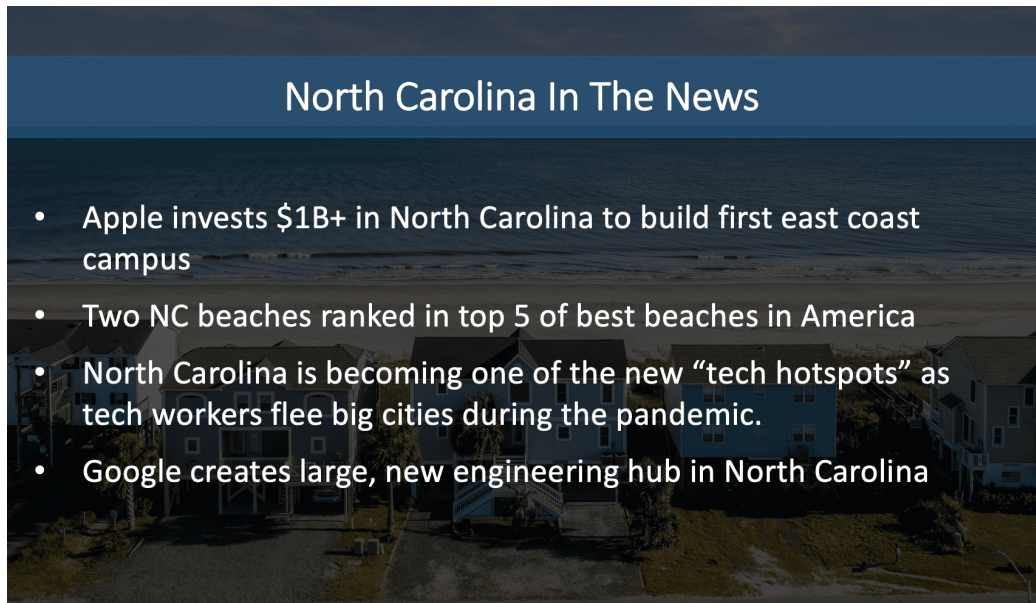 North Carolina In The News
• Apple invests $1B+ in North Carolina to build first east coast
campus
• Two NC beaches ranked in top 5 of best beaches in America
• North Carolina is becoming one of the new “tech hotspots” as
tech workers flee big cities during the pandemic.
• Google creates large, new engineering hub in North Carolina